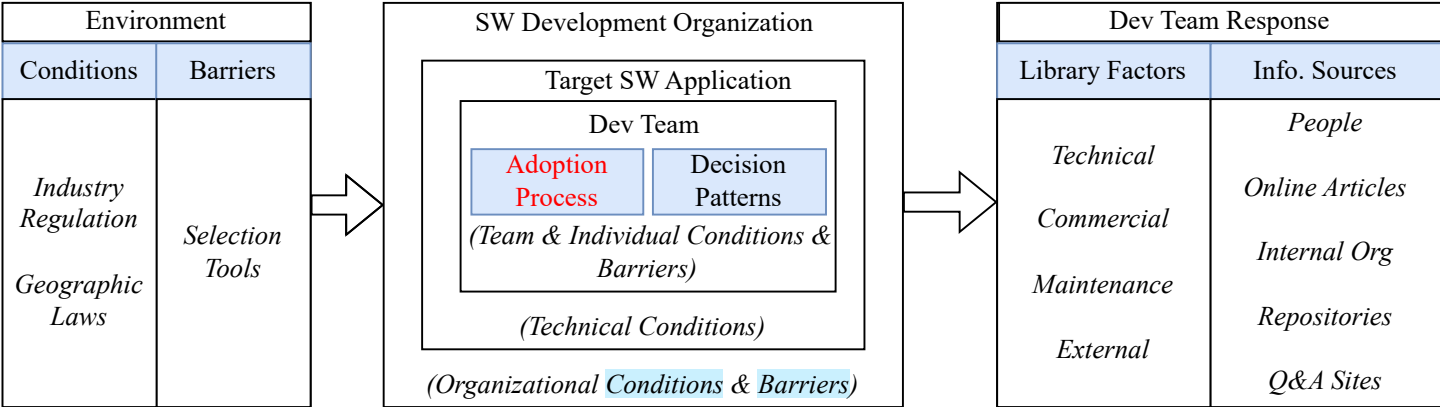 Environment
Conditions
Barriers
Industry
Regulation
Geographic
Laws
Selection
Tools
SW Development Organization
Target SW Application
Dev Team
Adoption
Process
Decision
Patterns
(Team & Individual Conditions &
Barriers)
(Technical Conditions)
(Organizational Conditions & Barriers)
Dev Team Response
Library Factors
Info. Sources
Technical
Commercial
Maintenance
External
People
Online Articles
Internal Org
Repositories
Q&A Sites